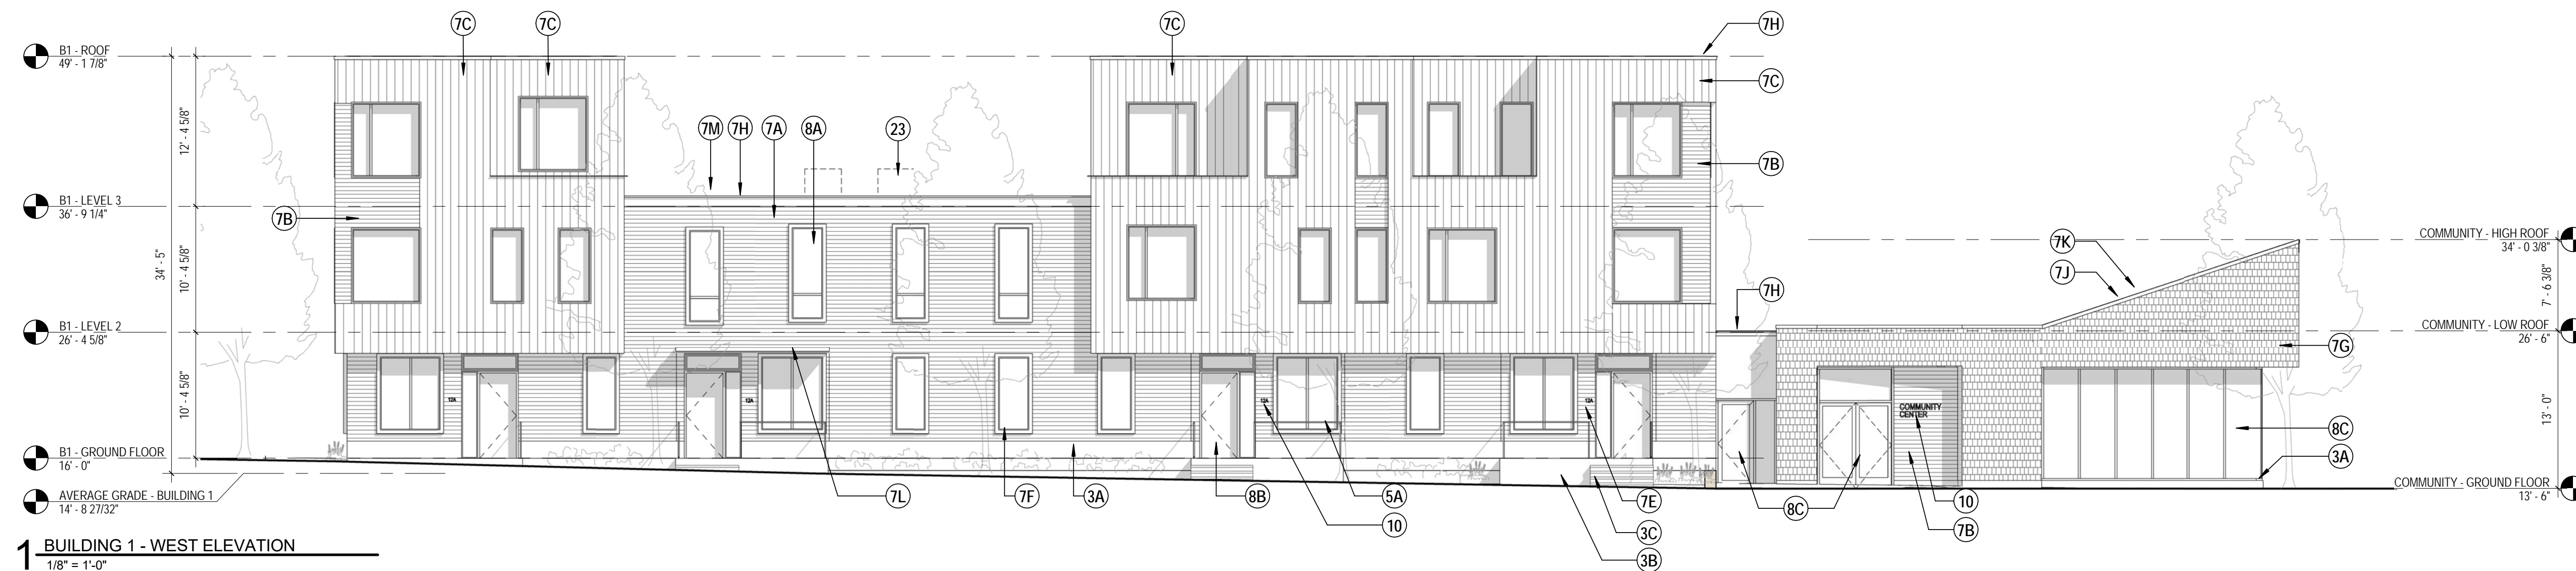 7C
7C
7C
7H
B1 - ROOF
49' - 1 7/8"
7C
12' - 4 5/8"
7M
7H
7A
8A
23
7B
B1 - LEVEL 3
36' - 9 1/4"
7B
34' - 5"
10' - 4 5/8"
COMMUNITY - HIGH ROOF
34' - 0 3/8"
7K
7J
7' - 6 3/8"
7H
B1 - LEVEL 2
26' - 4 5/8"
COMMUNITY - LOW ROOF
26' - 6"
7G
10' - 4 5/8"
12A
12A
12A
12A
COMMUNITY
CENTER
13' - 0"
8C
3A
B1 - GROUND FLOOR
16' - 0"
COMMUNITY - GROUND FLOOR
13' - 6"
AVERAGE GRADE - BUILDING 1
14' - 8 27/32"
7L
7F
3A
8B
5A
7E
8C
10
10
3C
7B
3B
1 BUILDING 1 - WEST ELEVATION
1/8" = 1'-0"